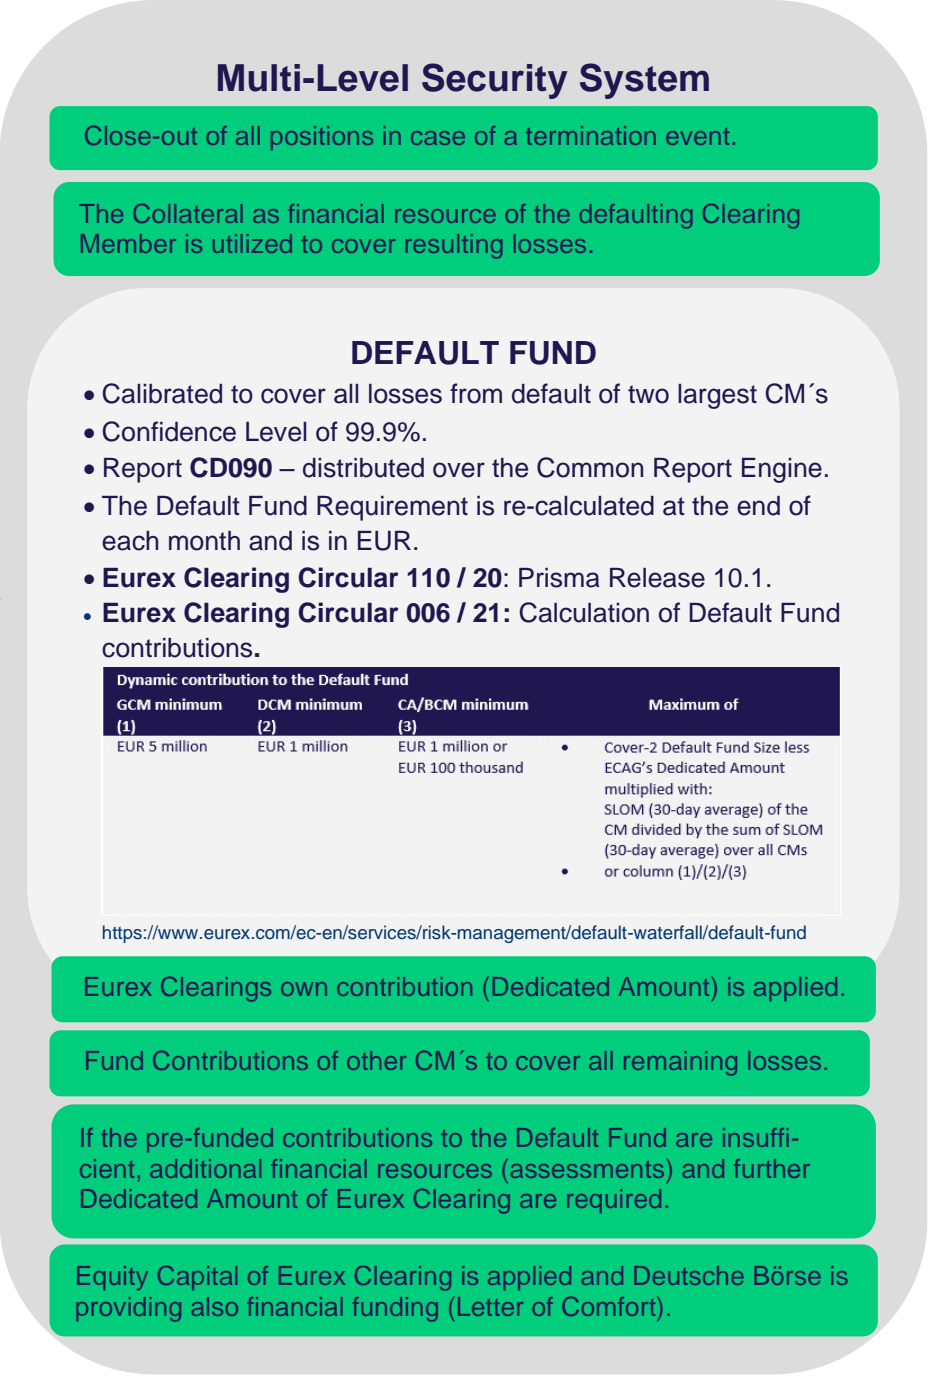 Multi-Level Security System
Close-out of all positions in case of a termination event.
The Collateral as financial resource of the defaulting Clearing
Member is utilized to cover resulting losses.
DEFAULT FUND
• Calibrated to cover all losses from default of two largest CM´s
• Confidence Level of 99.9%.
• Report CD090 – distributed over the Common Report Engine.
• The Default Fund Requirement is re-calculated at the end of
each month and is in EUR.
• Eurex Clearing Circular 110 / 20: Prisma Release 10.1.
• Eurex Clearing Circular 006 / 21: Calculation of Default Fund
contributions.
Dynamic contribution to the Default Fund
GCM minimum DCM minimum CA/BCM minimum Maximum of
(1) (2) (3)
EUR 5 million EUR 1 million EUR 1 million or • Cover-2 Default Fund Size less
EUR 100 thousand ECAG's Dedicated Amount
multiplied with:
SLOM (30-day average) of the
CM divided by the sum of SLOM
(30-day average) over all CMs
• or column (1)/(2)/(3)
https://www.eurex.com/ec-en/services/risk-management/default-waterfall/default-fund
Eurex Clearings own contribution (Dedicated Amount) is applied.
Fund Contributions of other CM´s to cover all remaining losses.
If the pre-funded contributions to the Default Fund are insuffi-
cient, additional financial resources (assessments) and further
Dedicated Amount of Eurex Clearing are required.
Equity Capital of Eurex Clearing is applied and Deutsche Börse is
providing also financial funding (Letter of Comfort).